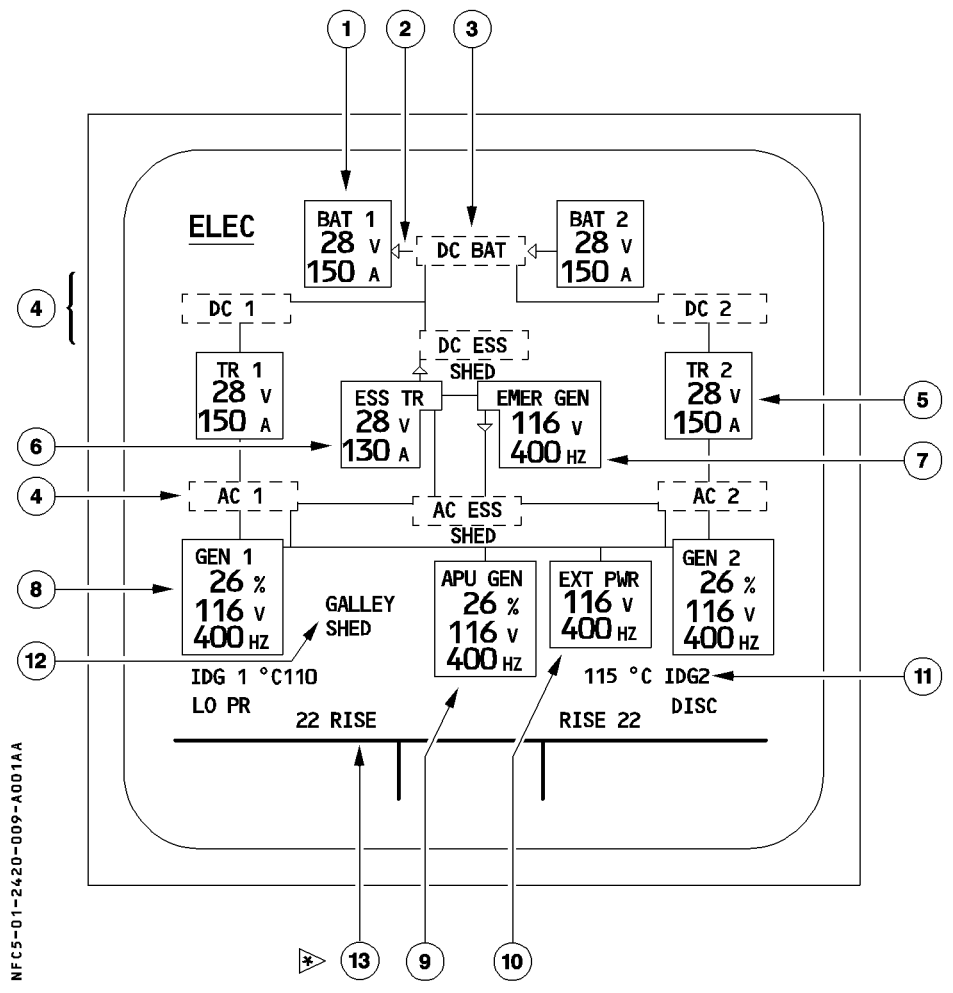 1 2 3
BAT 1 BAT 2
ELEC 28 V DC BAT 28 V
150 A 150 A
4 DC 1 DC 2
DC ESS
TR 1 SHED TR 2
28 V ESS TR EMER GEN 28 V 5
150 A 28 V 116 V 150 A
6 130 A 400 HZ 7
4 AC 1 AC ESS AC 2
SHED
GEN 1 APU GEN EXT PWR GEN 2
8 26 % GALLEY 26 % 116 V 26 %
116 V SHED 116 V 400 HZ 116 V
400 HZ 400 HZ 400 HZ
12 IDG 1 °C110 115 °C IDG2 11
LO PR DISC
22 RISE RISE 22
* 13 9 10
NFC5-01-2420-009-A001AA